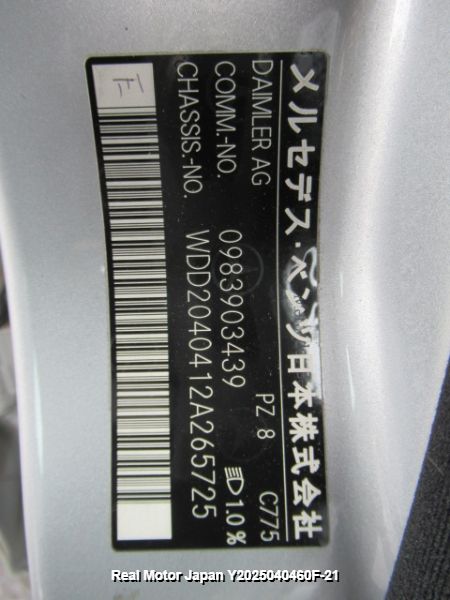 メルセデス・ベンツ日本株式会社
DAIMLER AG PZ 8 C775
COMM.-NO. 0983903439 1.0 %
CHASSIS.-NO. WDD2040412A265725
Real Motor Japan Y2025040460F-21